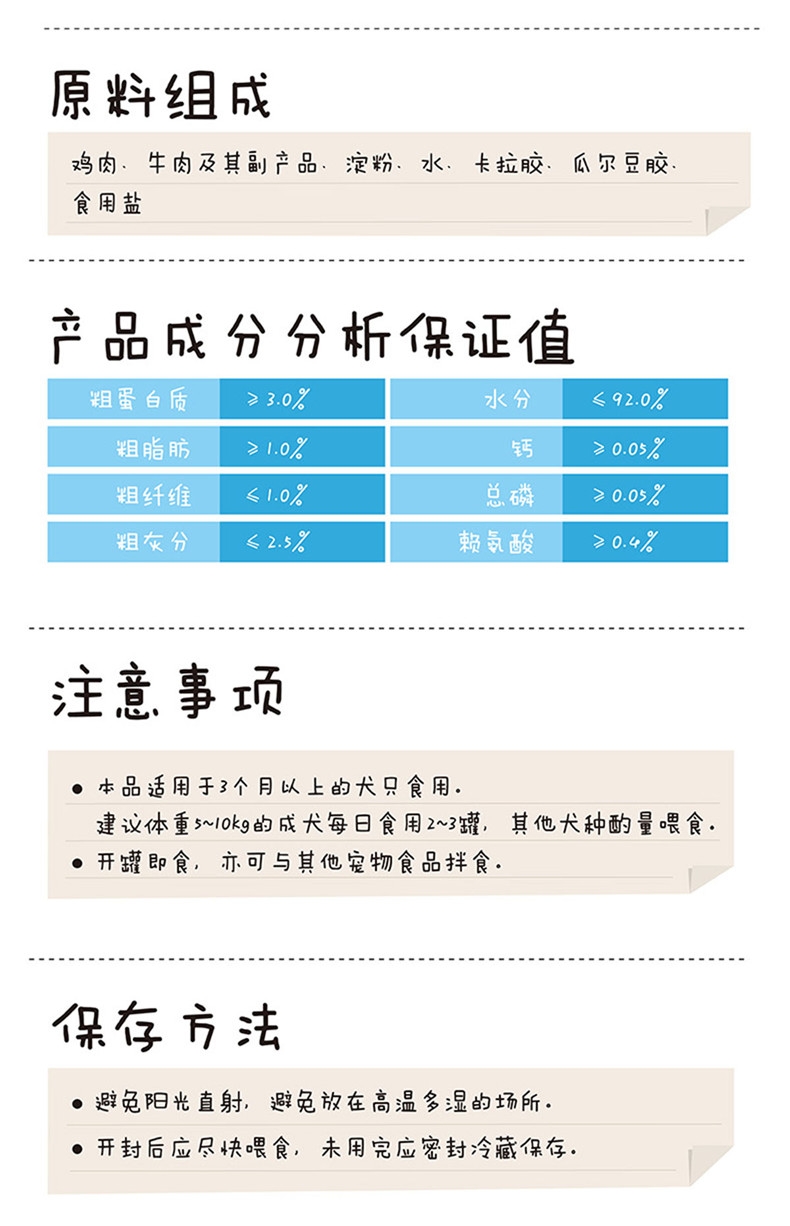 原料组成
鸡肉、牛肉及其副产品、淀粉、水、卡拉胶、瓜尔豆胶、
食用盐
产品成分分析保证值
粗蛋白质 ≥3.0% 水分 ≤92.0%
粗脂肪 ≥1.0% 钙 ≥0.05%
粗纤维 ≤1.0% 总磷 ≥0.05%
粗灰分 ≤2.5% 赖氨酸 ≥0.4%
注意事项
● 本品适用于3个月以上的犬只食用。
建议体重5~10kg的成犬每日食用2~3罐，其他犬种酌量喂食。
● 开罐即食，亦可与其他宠物食品拌食。
保存方法
● 避免阳光直射，避免放在高温多湿的场所。
● 开封后应尽快喂食，未用完应密封冷藏保存。